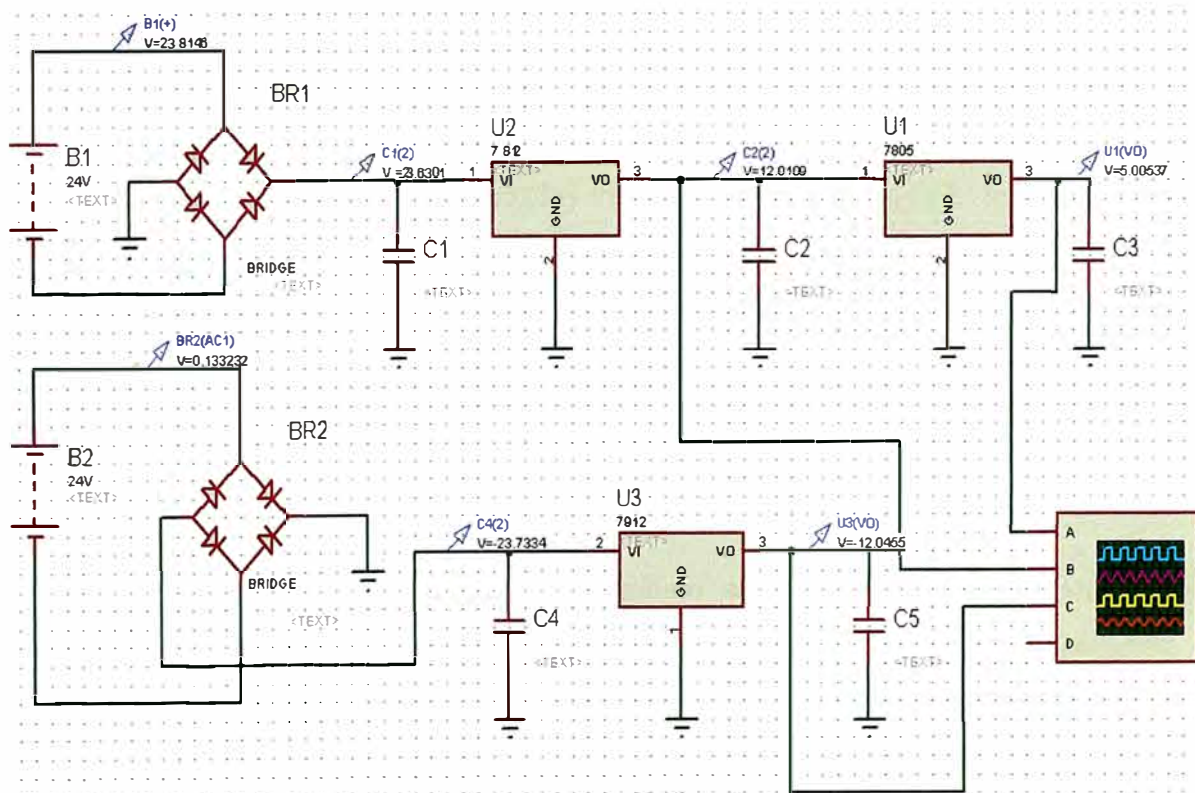 B1(+)
V=23.8146
BR1
B1
24V
<TEXT>
BRIDGE
<TEXT>
C1(2)
V=23.6301
C1
<TEXT>
U2
7812
<TEXT>
1 VI VO 3
GND
2
C2(2)
V=12.0109
C2
<TEXT>
U1
7805
<TEXT>
1 VI VO 3
GND
2
U1(VO)
V=5.00537
C3
<TEXT>
BR2(AC1)
V=0.133232
BR2
B2
24V
<TEXT>
BRIDGE
<TEXT>
C4(2)
V=-23.7334
C4
<TEXT>
U3
7912
<TEXT>
2 VI VO 3
GND
1
U3(VO)
V=-12.0465
C5
<TEXT>
A
B
C
D